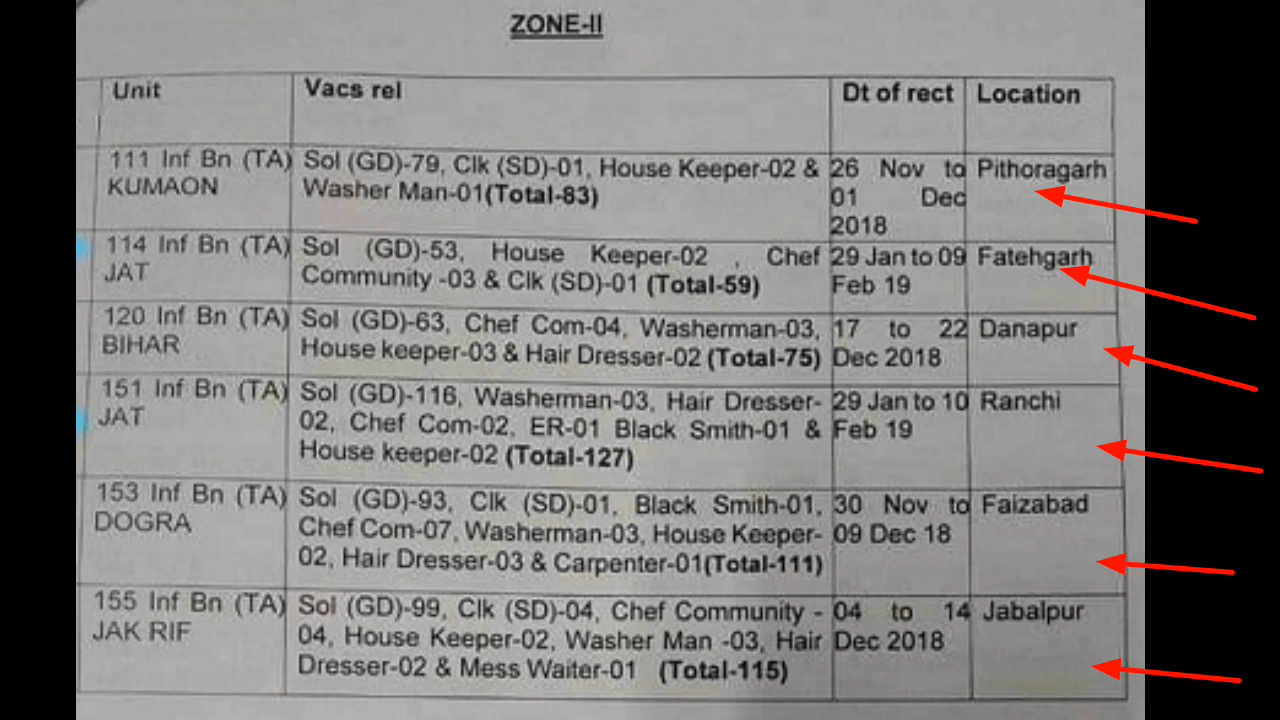 ZONE-II
Unit
Vacs rel
Dt of rect
Location
111 Inf Bn (TA)
KUMAON
Sol (GD)-79, Clk (SD)-01, House Keeper-02 &
Washer Man-01(Total-83)
26 Nov to
01 Dec
2018
Pithoragarh
114 Inf Bn (TA)
JAT
Sol (GD)-53, House Keeper-02 , Chef
Community -03 & Clk (SD)-01 (Total-59)
29 Jan to 09
Feb 19
Fatehgarh
120 Inf Bn (TA)
BIHAR
Sol (GD)-63, Chef Com-04, Washerman-03,
House keeper-03 & Hair Dresser-02 (Total-75)
17 to 22
Dec 2018
Danapur
151 Inf Bn (TA)
JAT
Sol (GD)-116, Washerman-03, Hair Dresser-
02, Chef Com-02, ER-01 Black Smith-01 &
House keeper-02 (Total-127)
29 Jan to 10
Feb 19
Ranchi
153 Inf Bn (TA)
DOGRA
Sol (GD)-93, Clk (SD)-01, Black Smith-01,
Chef Com-07, Washerman-03, House Keeper-
02, Hair Dresser-03 & Carpenter-01(Total-111)
30 Nov to
09 Dec 18
Faizabad
155 Inf Bn (TA)
JAK RIF
Sol (GD)-99, Clk (SD)-04, Chef Community -
04, House Keeper-02, Washer Man -03, Hair
Dresser-02 & Mess Waiter-01 (Total-115)
04 to 14
Dec 2018
Jabalpur